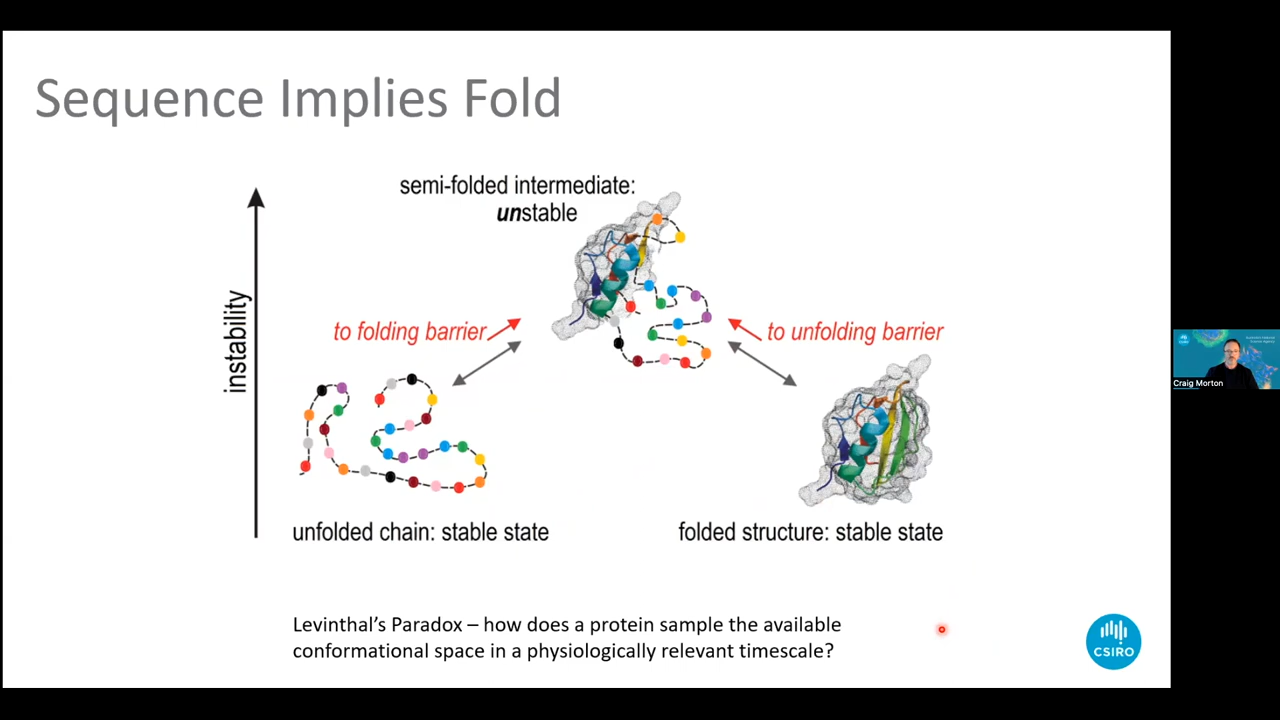 Sequence Implies Fold
semi-folded intermediate:
unstable
instability
to folding barrier
to unfolding barrier
unfolded chain: stable state
folded structure: stable state
Levinthal's Paradox – how does a protein sample the available
conformational space in a physiologically relevant timescale?
CSIRO
Craig Morton